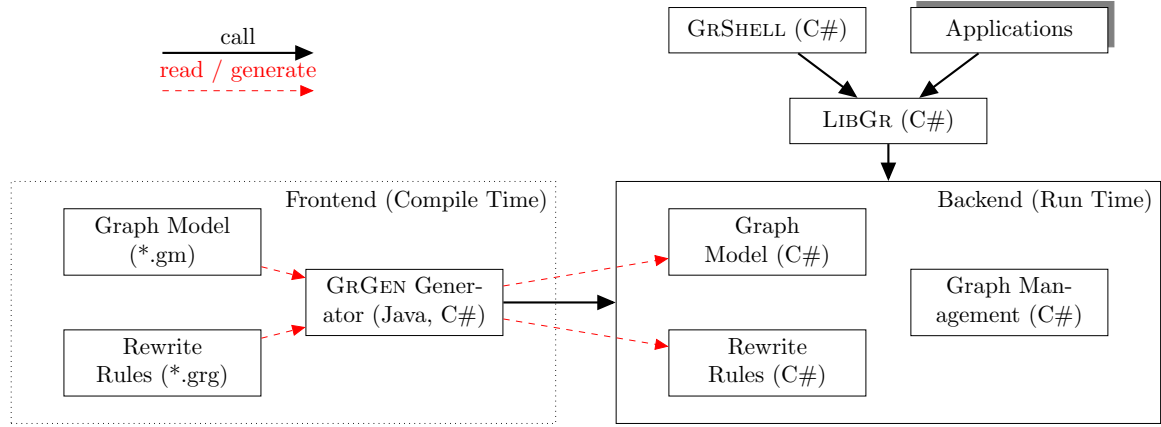 call
read / generate
GRSHELL (C#)
Applications
LIBGR (C#)
Frontend (Compile Time)
Graph Model
(*.gm)
GRGEN Gener-
ator (Java, C#)
Rewrite
Rules (*.grg)
Backend (Run Time)
Graph
Model (C#)
Graph Man-
agement (C#)
Rewrite
Rules (C#)